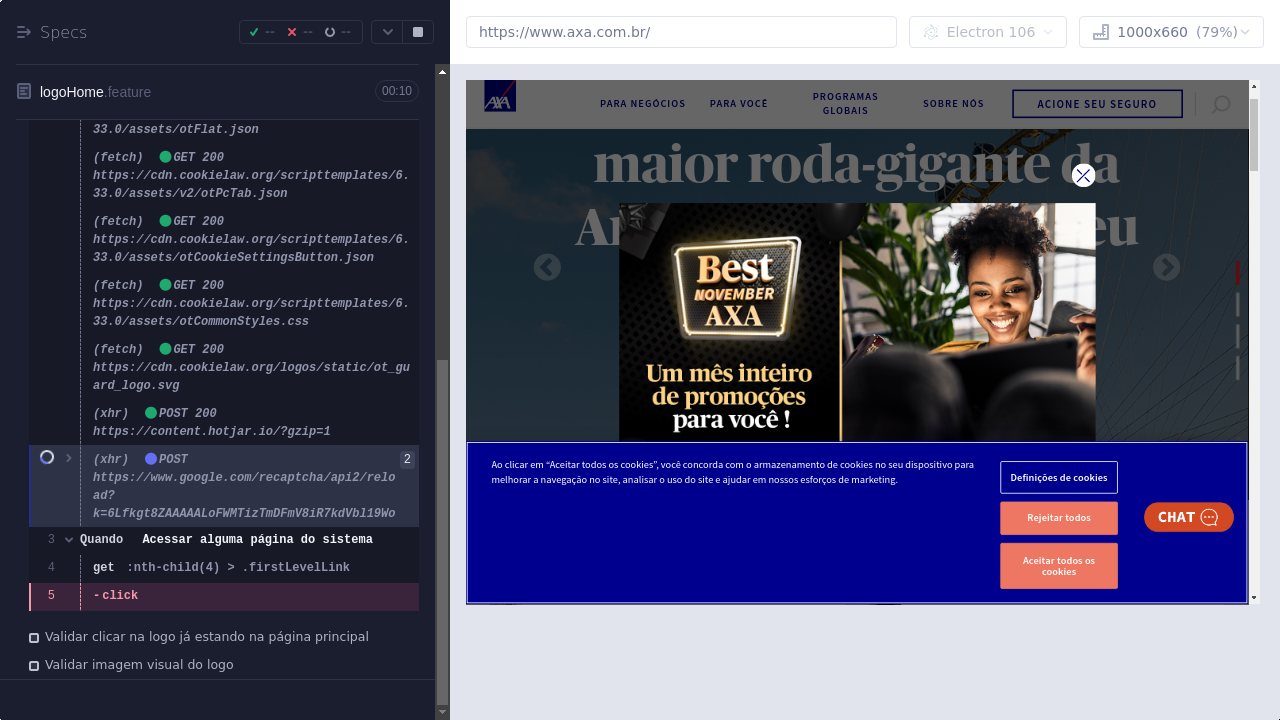 Specs
--
--
--
https://www.axa.com.br/
Electron 106
1000x660 (79%)
logoHome.feature
00:10
33.0/assets/otFlat.json
(fetch) GET 200
https://cdn.cookielaw.org/scripttemplates/6.
33.0/assets/v2/otPcTab.json
(fetch) GET 200
https://cdn.cookielaw.org/scripttemplates/6.
33.0/assets/otCookieSettingsButton.json
(fetch) GET 200
https://cdn.cookielaw.org/scripttemplates/6.
33.0/assets/otCommonStyles.css
(fetch) GET 200
https://cdn.cookielaw.org/logos/static/ot_gu
ard_logo.svg
(xhr) POST 200
https://content.hotjar.io/?gzip=1
(xhr) POST
2
https://www.google.com/recaptcha/api2/relo
ad?
k=6Lfkgt8ZAAAAALoFWMTizTmDFmV8iR7kdVbl19Wo
3 Quando Acessar alguma página do sistema
4 get :nth-child(4) > .firstLevelLink
5 -click
Validar clicar na logo já estando na página principal
Validar imagem visual do logo
AXA
PARA NEGÓCIOS
PARA VOCÊ
PROGRAMAS
GLOBAIS
SOBRE NÓS
ACIONE SEU SEGURO
maior roda-gigante da
Best
NOVEMBER
AXA
Um mês inteiro
de promoções
para você !
Ao clicar em “Aceitar todos os cookies”, você concorda com o armazenamento de cookies no seu dispositivo para
melhorar a navegação no site, analisar o uso do site e ajudar em nossos esforços de marketing.
Definições de cookies
Rejeitar todos
Aceitar todos os
cookies
CHAT